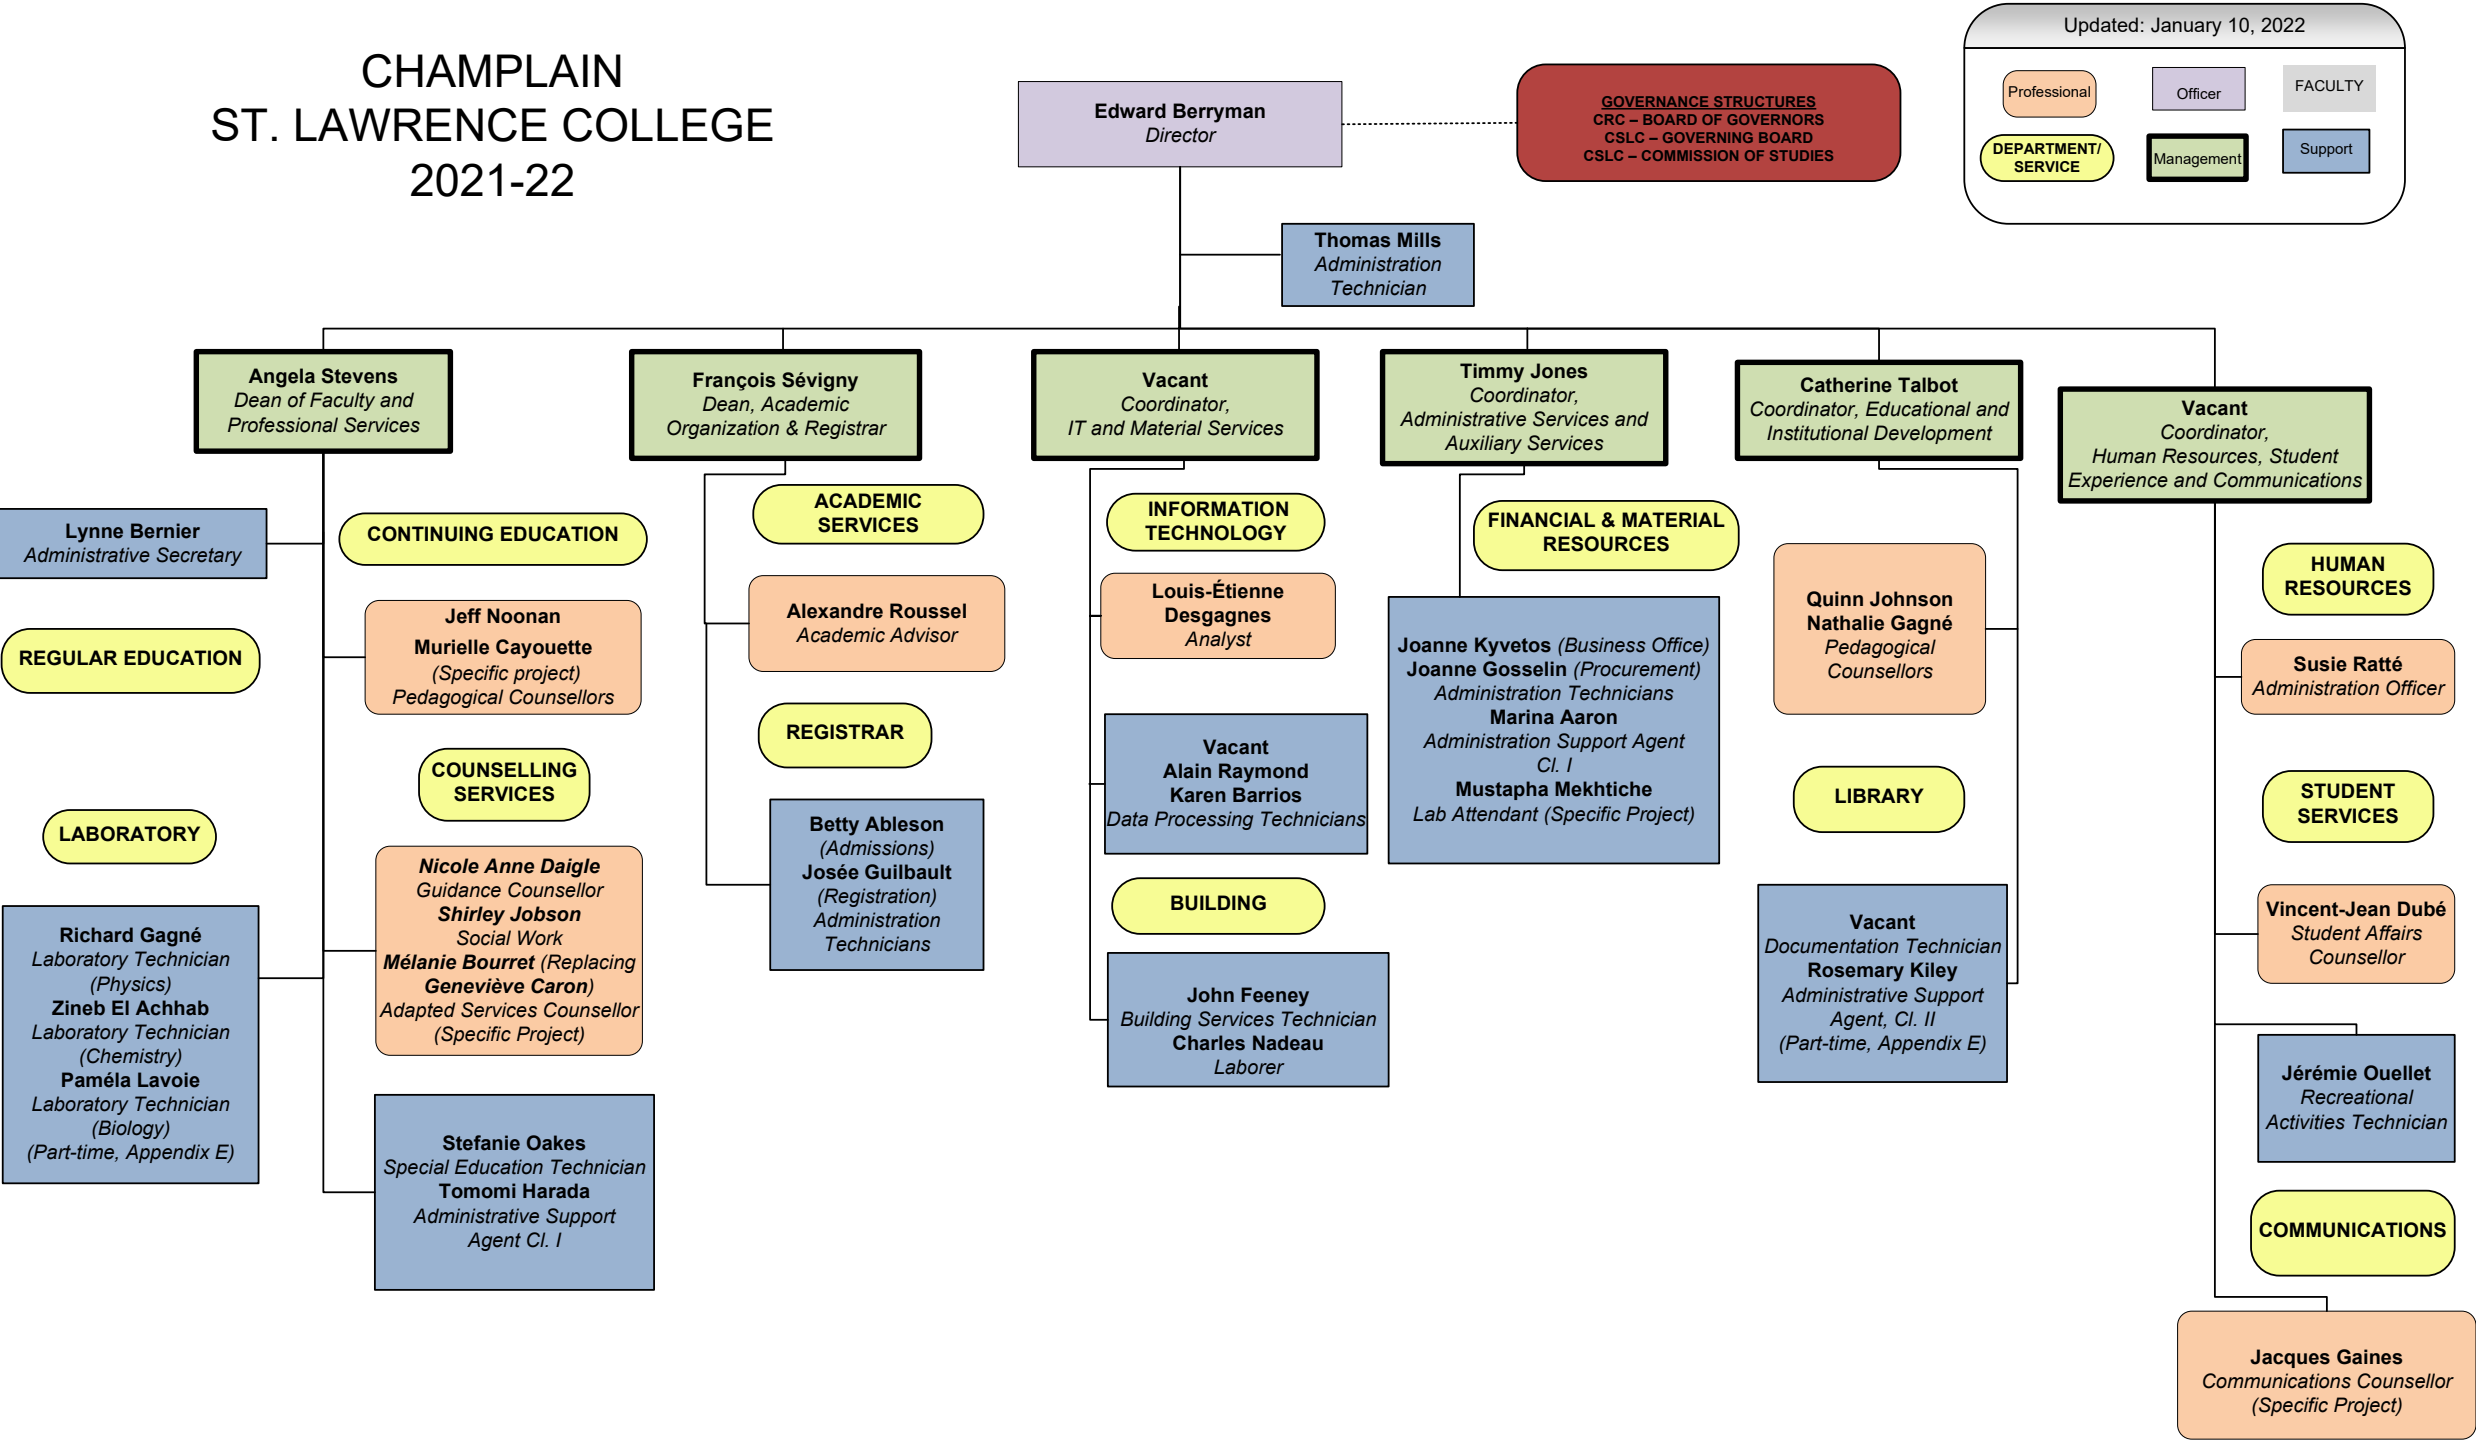 CHAMPLAIN
ST. LAWRENCE COLLEGE
2021-22
Edward Berryman
Director
GOVERNANCE STRUCTURES
CRC – BOARD OF GOVERNORS
CSLC – GOVERNING BOARD
CSLC – COMMISSION OF STUDIES
Updated: January 10, 2022
Professional
Officer
FACULTY
DEPARTMENT/
SERVICE
Management
Support
Thomas Mills
Administration
Technician
Angela Stevens
Dean of Faculty and
Professional Services
Lynne Bernier
Administrative Secretary
REGULAR EDUCATION
LABORATORY
Richard Gagné
Laboratory Technician
(Physics)
Zineb El Achhab
Laboratory Technician
(Chemistry)
Paméla Lavoie
Laboratory Technician
(Biology)
(Part-time, Appendix E)
CONTINUING EDUCATION
Jeff Noonan
Murielle Cayouette
(Specific project)
Pedagogical Counsellors
COUNSELLING
SERVICES
Nicole Anne Daigle
Guidance Counsellor
Shirley Jobson
Social Work
Mélanie Bourret (Replacing
Geneviève Caron)
Adapted Services Counsellor
(Specific Project)
Stefanie Oakes
Special Education Technician
Tomomi Harada
Administrative Support
Agent Cl. I
François Sévigny
Dean, Academic
Organization & Registrar
ACADEMIC
SERVICES
Alexandre Roussel
Academic Advisor
REGISTRAR
Betty Ableson
(Admissions)
Josée Guilbault
(Registration)
Administration
Technicians
Vacant
Coordinator,
IT and Material Services
INFORMATION
TECHNOLOGY
Louis-Étienne
Desgagnes
Analyst
Vacant
Alain Raymond
Karen Barrios
Data Processing Technicians
BUILDING
John Feeney
Building Services Technician
Charles Nadeau
Laborer
Timmy Jones
Coordinator,
Administrative Services and
Auxiliary Services
FINANCIAL & MATERIAL
RESOURCES
Joanne Kyvetos (Business Office)
Joanne Gosselin (Procurement)
Administration Technicians
Marina Aaron
Administration Support Agent
Cl. I
Mustapha Mekhtiche
Lab Attendant (Specific Project)
Catherine Talbot
Coordinator, Educational and
Institutional Development
Quinn Johnson
Nathalie Gagné
Pedagogical
Counsellors
LIBRARY
Vacant
Documentation Technician
Rosemary Kiley
Administrative Support
Agent, Cl. II
(Part-time, Appendix E)
Vacant
Coordinator,
Human Resources, Student
Experience and Communications
HUMAN
RESOURCES
Susie Ratté
Administration Officer
STUDENT
SERVICES
Vincent-Jean Dubé
Student Affairs
Counsellor
Jérémie Ouellet
Recreational
Activities Technician
COMMUNICATIONS
Jacques Gaines
Communications Counsellor
(Specific Project)